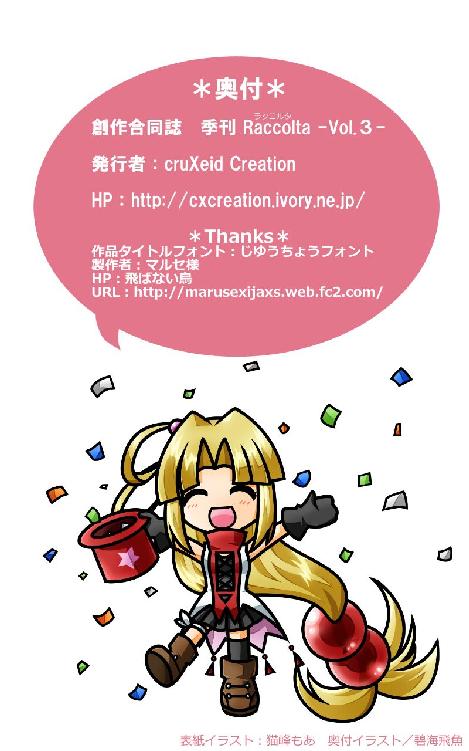 ＊奥付＊
ラッコルタ
創作合同誌　季刊 Raccolta -Vol.３-
発行者：cruXeid Creation
HP：http://cxcreation.ivory.ne.jp/
＊Thanks＊
作品タイトルフォント：じゆうちょうフォント
製作者：マルセ様
HP：飛ばない鳥
URL：http://marusexijaxs.web.fc2.com/
表紙イラスト：猫峰もあ　奥付イラスト／碧海飛角